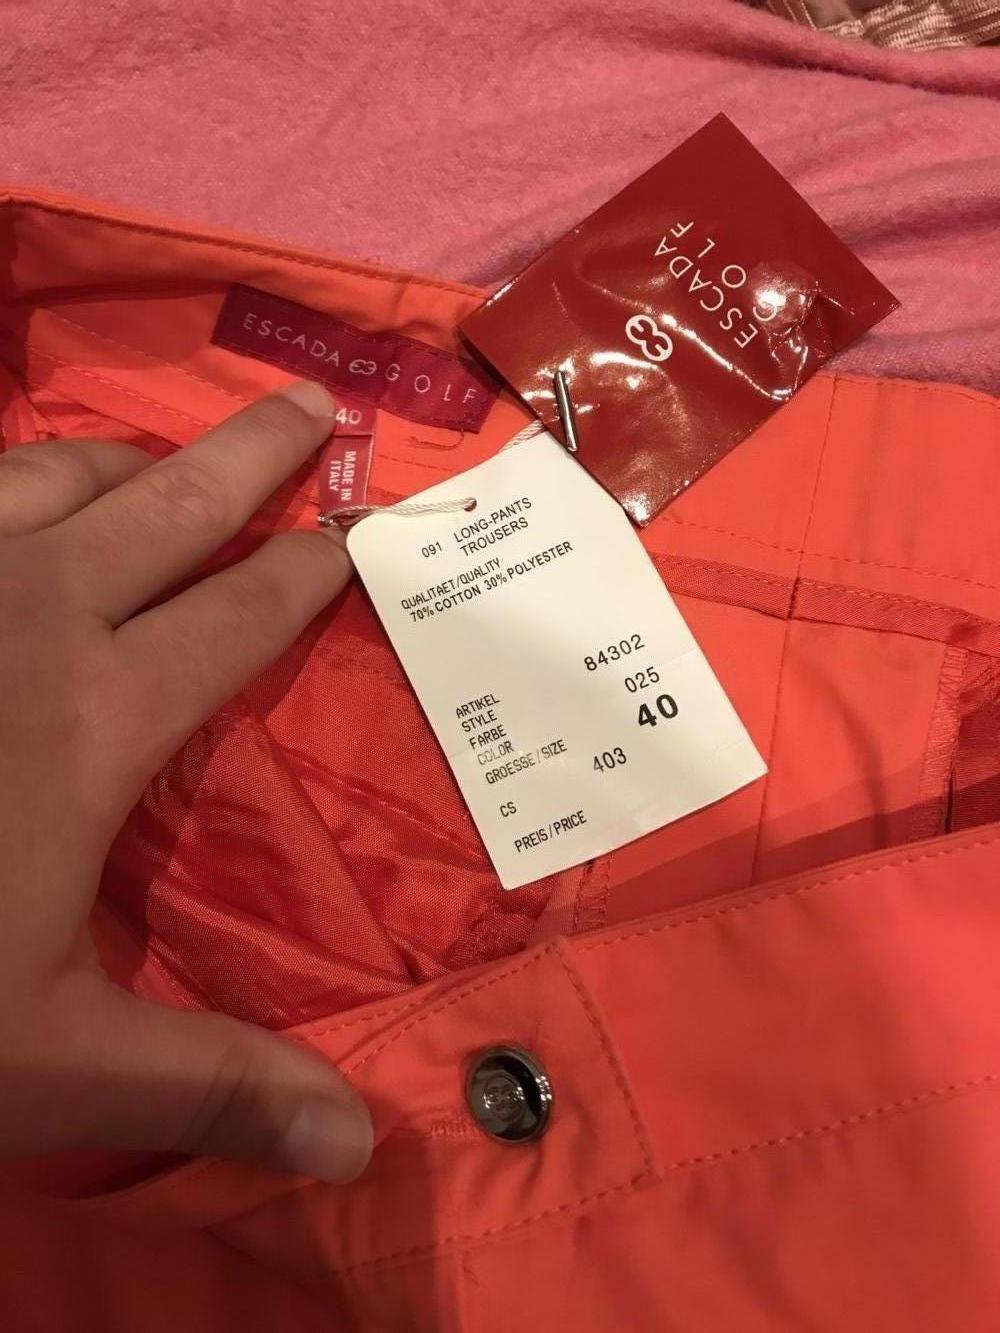 ESCADA GOLF
40
MADE IN
ITALY
ESCADA
GOLF
091 LONG-PANTS
TROUSERS
QUALITAET/QUALITY
70% COTTON 30% POLYESTER
84302
025
40
403
ARTIKEL
STYLE
FARBE
COLOR
GROESSE/SIZE
CS
PREIS/PRICE